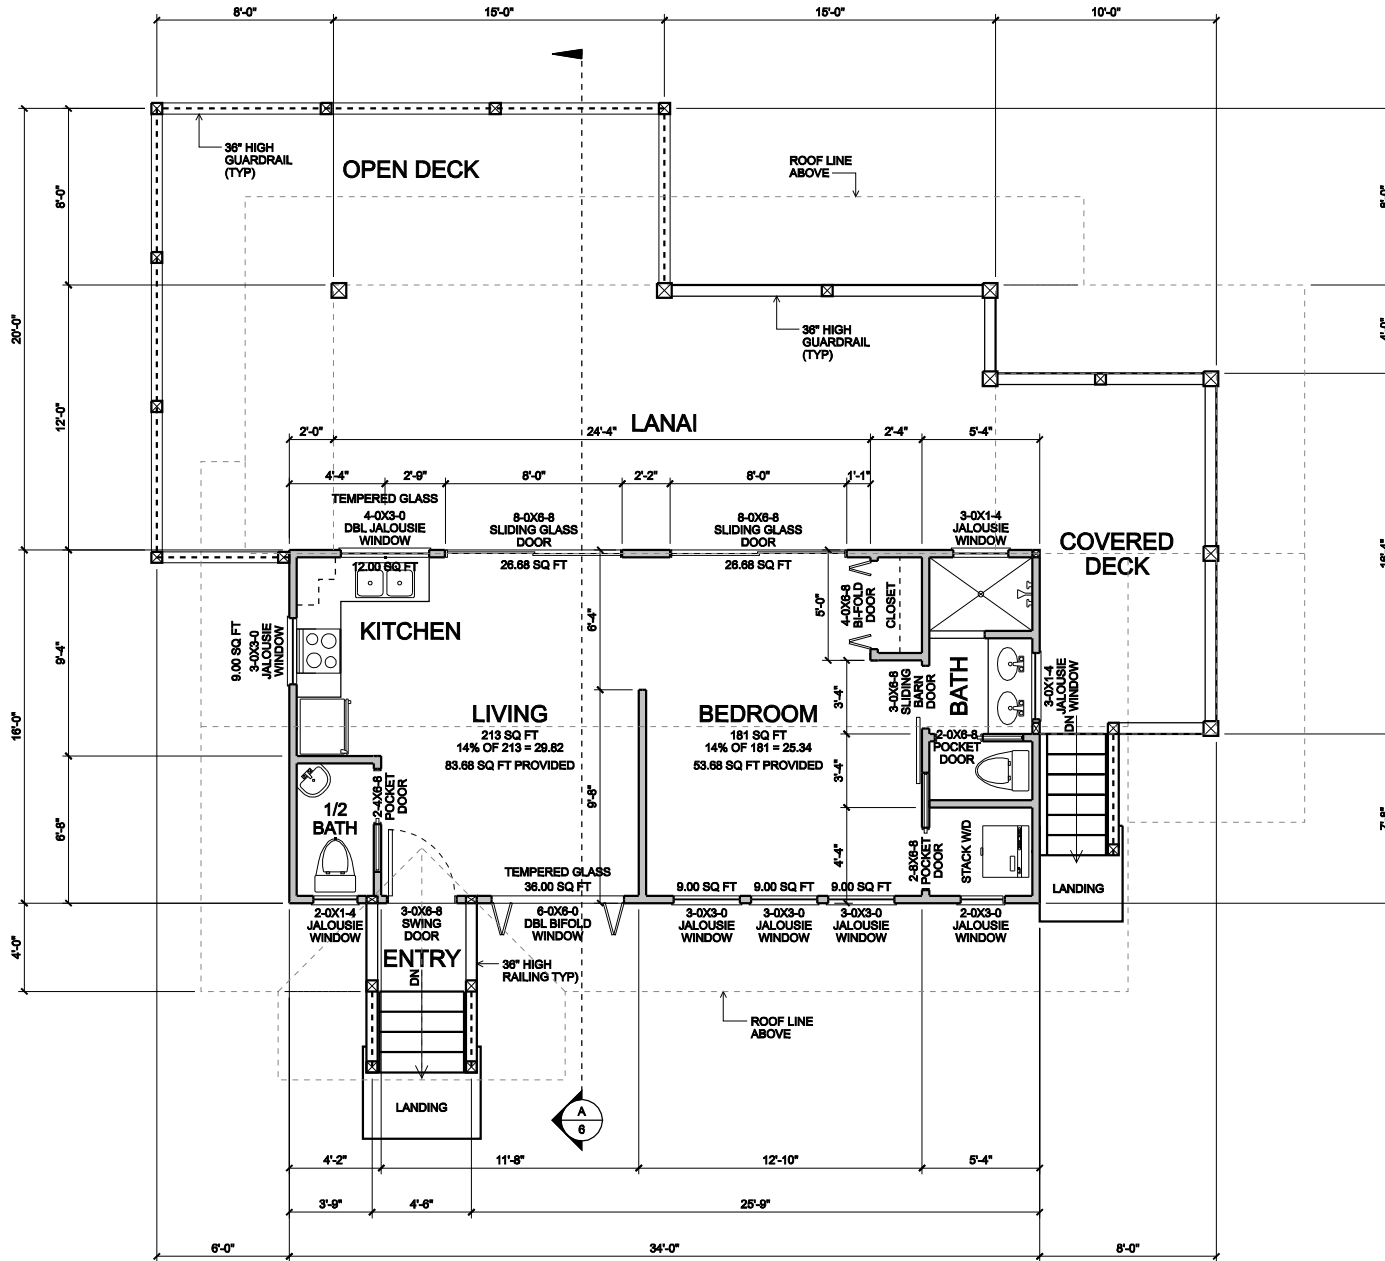 8'-0"
15'-0"
15'-0"
10'-0"
36" HIGH
GUARDRAIL
(TYP)
OPEN DECK
ROOF LINE
ABOVE
8'-0"
20'-0"
12'-0"
4'-0"
36" HIGH
GUARDRAIL
(TYP)
LANAI
2'-0"
24'-4"
2'-4"
5'-4"
4'-4"
2'-9"
8'-0"
2'-2"
8'-0"
1'-1"
TEMPERED GLASS
4-0X3-0
DBL JALOUSIE
WINDOW
8-0X6-8
SLIDING GLASS
DOOR
8-0X6-8
SLIDING GLASS
DOOR
3-0X1-4
JALOUSIE
WINDOW
COVERED
DECK
12.00 SQ FT
26.68 SQ FT
26.68 SQ FT
5'-0"
4-0X6-8
BI-FOLD
DOOR
CLOSET
6'-4"
KITCHEN
9.00 SQ FT
3-0X3-0
JALOUSIE
WINDOW
9'-4"
16'-0"
3'-4"
3-0X6-8
SLIDING
BARN
DOOR
BATH
3-0X1-4
JALOUSIE
WINDOW
DN
LIVING
213 SQ FT
14% OF 213 = 29.82
83.68 SQ FT PROVIDED
BEDROOM
181 SQ FT
14% OF 181 = 25.34
53.68 SQ FT PROVIDED
2-0X6-8
POCKET
DOOR
3'-4"
9'-8"
2-4X6-8
POCKET
DOOR
1/2
BATH
6'-8"
4'-4"
2-8X6-8
POCKET
DOOR
STACK W/D
LANDING
TEMPERED GLASS
36.00 SQ FT
9.00 SQ FT
9.00 SQ FT
9.00 SQ FT
2-0X1-4
JALOUSIE
WINDOW
3-0X6-8
SWING
DOOR
6-0X6-0
DBL BIFOLD
WINDOW
3-0X3-0
JALOUSIE
WINDOW
3-0X3-0
JALOUSIE
WINDOW
3-0X3-0
JALOUSIE
WINDOW
2-0X3-0
JALOUSIE
WINDOW
4'-0"
ENTRY
DN
36" HIGH
RAILING TYP)
ROOF LINE
ABOVE
LANDING
A
6
4'-2"
11'-8"
12'-10"
5'-4"
3'-9"
4'-6"
25'-9"
6'-0"
34'-0"
8'-0"